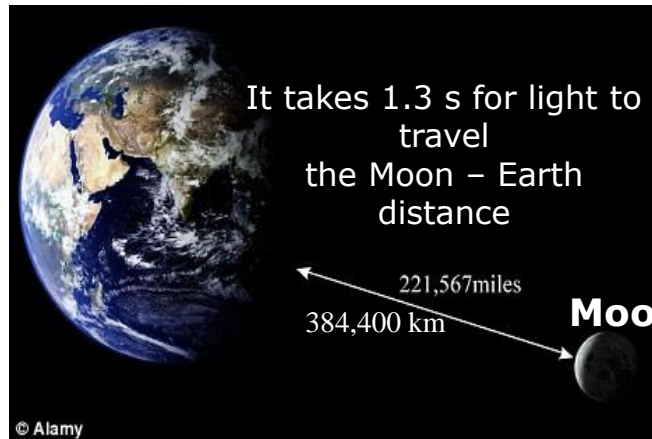 It takes 1.3 s for light to
travel
the Moon – Earth
distance
221,567miles
384,400 km
Moo
© Alamy